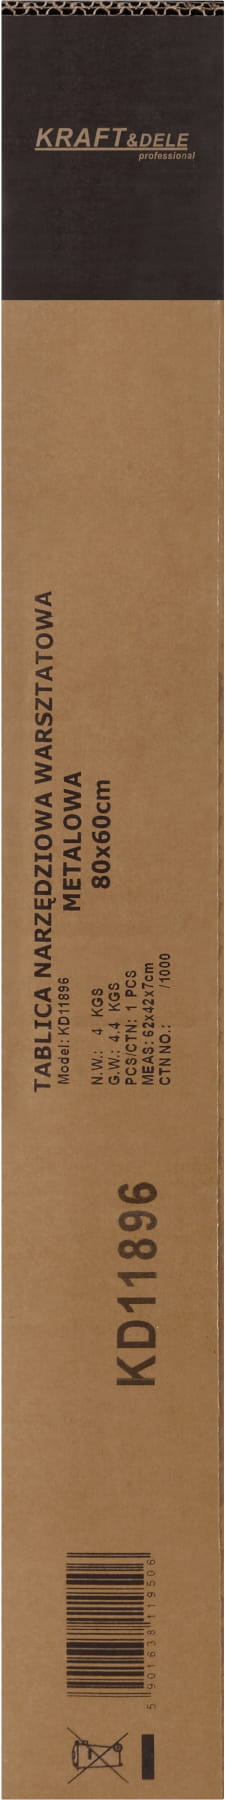 KRAFT&DELE
professional
TABLICA NARZĘDZIOWA WARSZTATOWA
METALOWA
80x60cm
Model: KD11896
N.W.: 4 KGS
G.W.: 4.4 KGS
PCS/CTN: 1 PCS
MEAS: 62x42x7cm
CTN NO.: /1000
KD11896
5 901638 119506